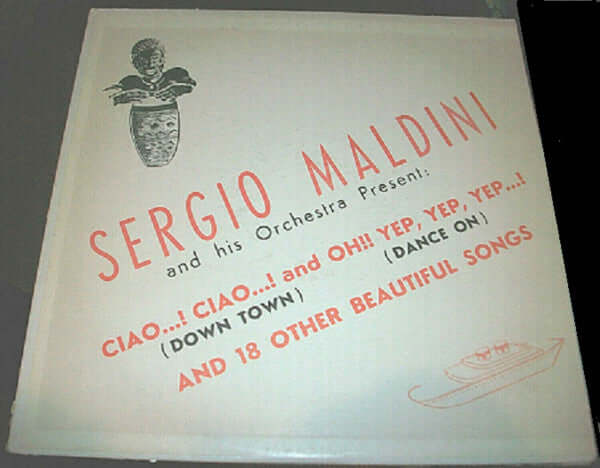 SERGIO MALDINI
and his Orchestra Present:
CIAO...! CIAO...! and OH!! YEP, YEP, YEP...!
(DOWN TOWN) (DANCE ON)
AND 18 OTHER BEAUTIFUL SONGS